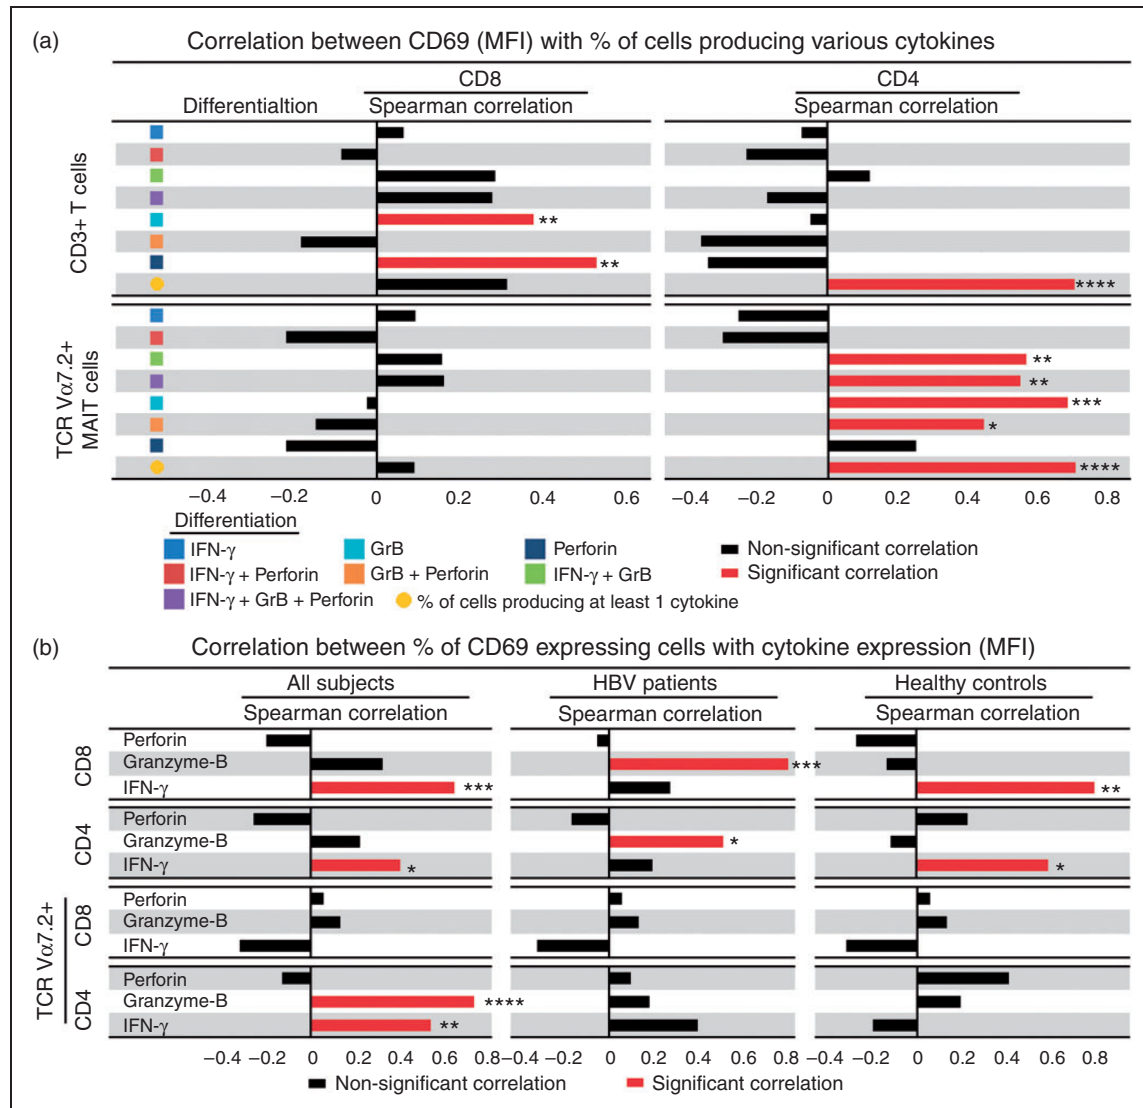 (a)
Correlation between CD69 (MFI) with % of cells producing various cytokines
CD8 CD4
Differentialtion Spearman correlation Spearman correlation
CD3+ T cells
**
**
****
TCR Vα7.2+
MAIT cells
**
**
***
*
****
−0.4 −0.2 0 0.2 0.4 0.6 −0.4 −0.2 0 0.2 0.4 0.6 0.8
Differentiation
IFN-γ GrB Perforin Non-significant correlation
IFN-γ + Perforin GrB + Perforin IFN-γ + GrB Significant correlation
IFN-γ + GrB + Perforin % of cells producing at least 1 cytokine
(b)
Correlation between % of CD69 expressing cells with cytokine expression (MFI)
All subjects HBV patients Healthy controls
Spearman correlation Spearman correlation Spearman correlation
CD8
Perforin
Granzyme-B ***
IFN-γ *** **
CD4
Perforin
Granzyme-B *
IFN-γ * *
TCR Vα7.2+
CD8
Perforin
Granzyme-B
IFN-γ
CD4
Perforin
Granzyme-B ****
IFN-γ **
−0.4 −0.2 0 0.2 0.4 0.6 0.8 −0.4 −0.2 0 0.2 0.4 0.6 0.8 −0.4 −0.2 0 0.2 0.4 0.6 0.8
Non-significant correlation Significant correlation